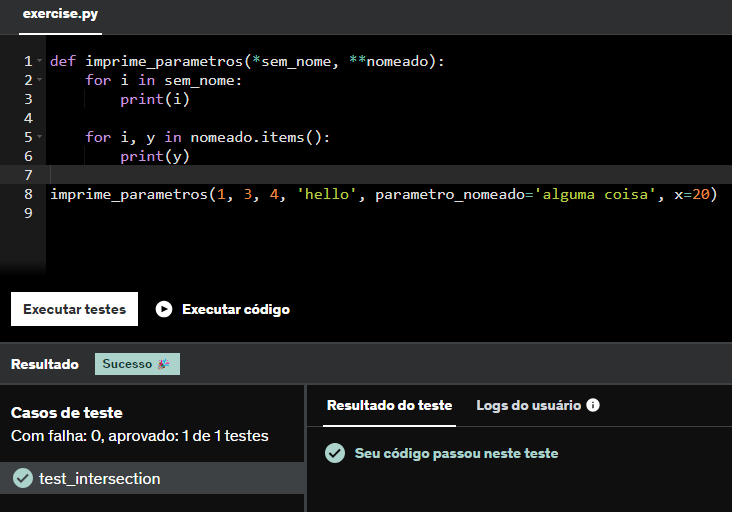 exercise.py
1 def imprime_parametros(*sem_nome, **nomeado):
2     for i in sem_nome:
3         print(i)
4
5     for i, y in nomeado.items():
6         print(y)
7
8 imprime_parametros(1, 3, 4, 'hello', parametro_nomeado='alguma coisa', x=20)
9
Executar testes Executar código
Resultado Sucesso 🎉
Casos de teste
Com falha: 0, aprovado: 1 de 1 testes
test_intersection
Resultado do teste Logs do usuário
Seu código passou neste teste